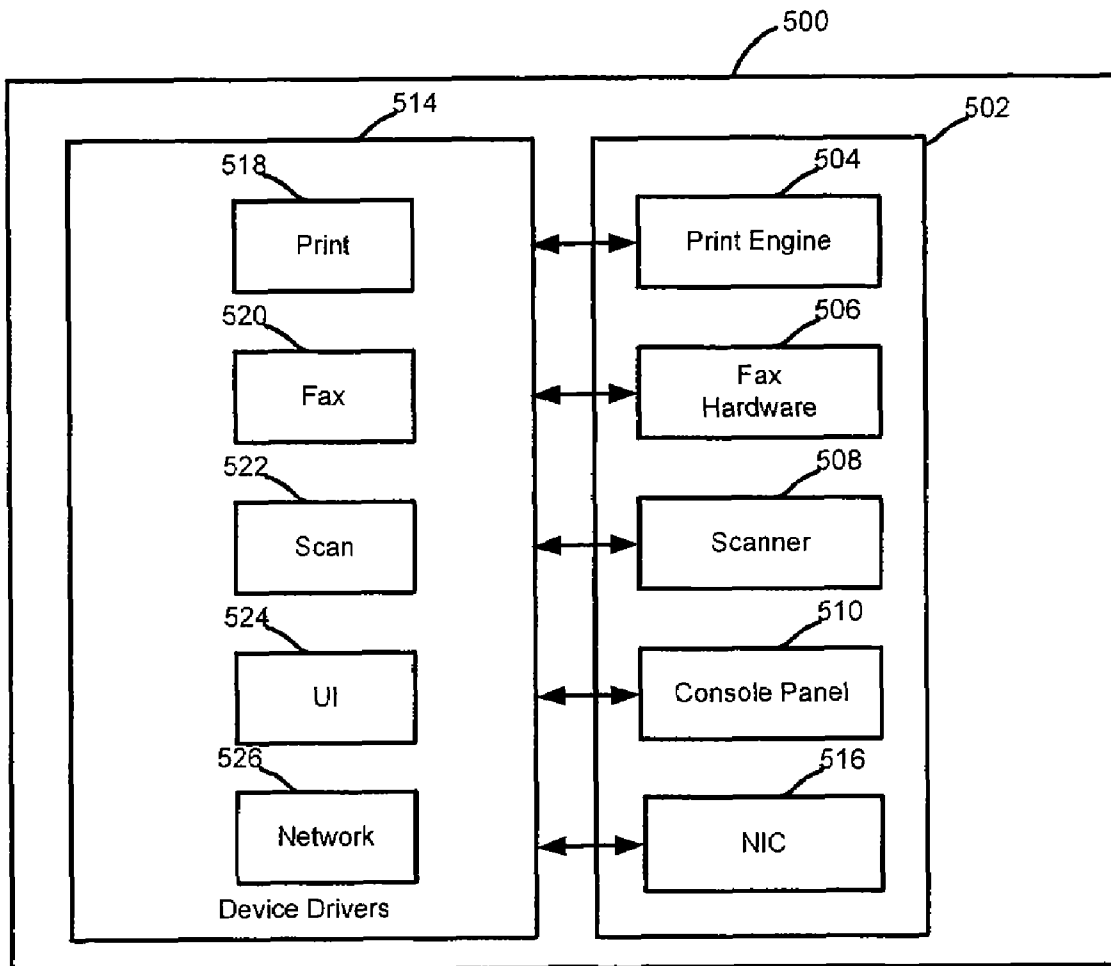 500
514
502
518
504
Print
Print Engine
520
506
Fax
Fax
Hardware
522
508
Scan
Scanner
524
510
UI
Console Panel
526
516
Network
NIC
Device Drivers